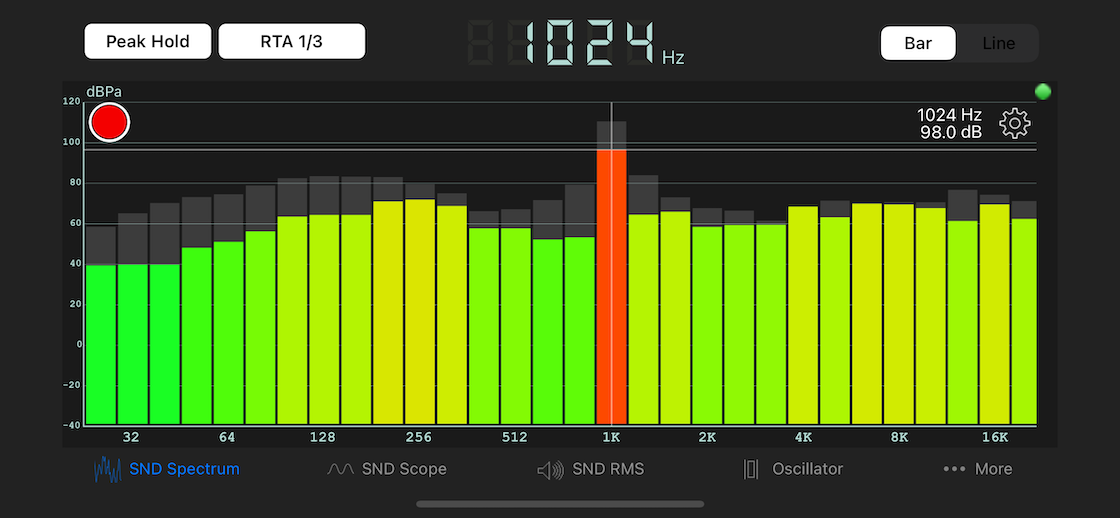 Peak Hold
RTA 1/3
1024 Hz
Bar
Line
dBPa
1024 Hz
98.0 dB
120
100
80
60
40
20
0
-20
-40
32 64 128 256 512 1K 2K 4K 8K 16K
SND Spectrum
SND Scope
SND RMS
Oscillator
More